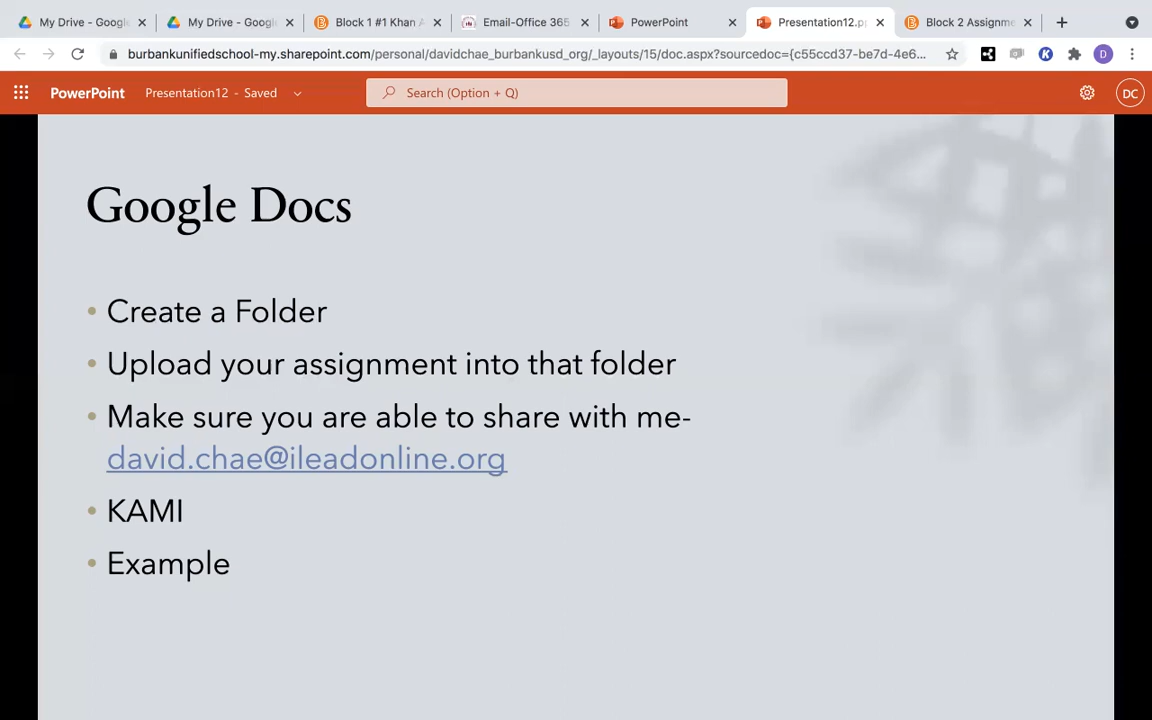 My Drive - Google
My Drive - Googl
Block 1 #1 Khan A
Email-Office 365
PowerPoint
Presentation12.p
Block 2 Assignme
burbankunifiedschool-my.sharepoint.com/personal/davidchae_burbankusd_org/_layouts/15/doc.aspx?sourcedoc={c55ccd37-be7d-4e6...
K
D
PowerPoint
Presentation12 - Saved
Search (Option + Q)
DC
Google Docs
• Create a Folder
• Upload your assignment into that folder
• Make sure you are able to share with me-
david.chae@ileadonline.org
• KAMI
• Example